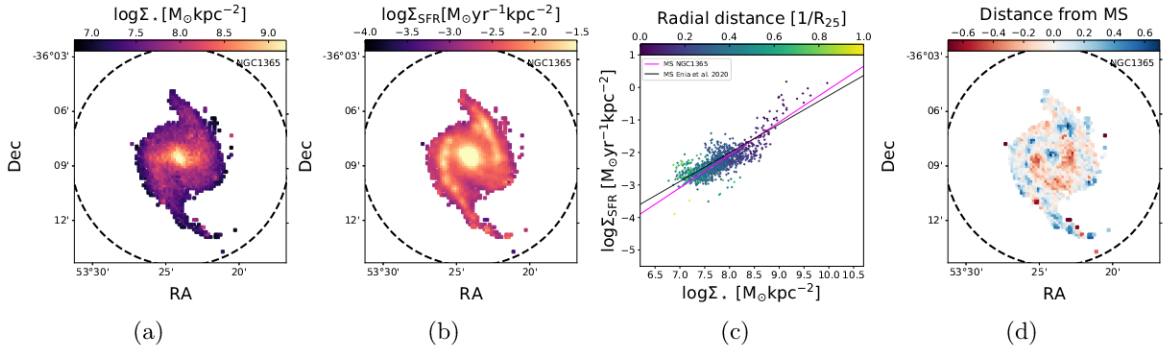 logΣ⋆ [M⊙kpc⁻²]
7.0 7.5 8.0 8.5 9.0
NGC1365
-36°03'
06'
09'
12'
Dec
53°30' 25' 20'
RA
(a)
logΣSFR[M⊙yr⁻¹kpc⁻²]
−4.0 −3.5 −3.0 −2.5 −2.0 −1.5
NGC1365
-36°03'
06'
09'
12'
Dec
53°30' 25' 20'
RA
(b)
Radial distance [1/R25]
0.0 0.2 0.4 0.6 0.8 1.0
MS NGC1365
MS Enia et al. 2020
1
0
−1
−2
−3
−4
−5
logΣSFR [M⊙yr⁻¹kpc⁻²]
6.5 7.0 7.5 8.0 8.5 9.0 9.5 10.0 10.5
logΣ⋆ [M⊙kpc⁻²]
(c)
Distance from MS
−0.6 −0.4 −0.2 0.0 0.2 0.4 0.6
NGC1365
-36°03'
06'
09'
12'
Dec
53°30' 25' 20'
RA
(d)